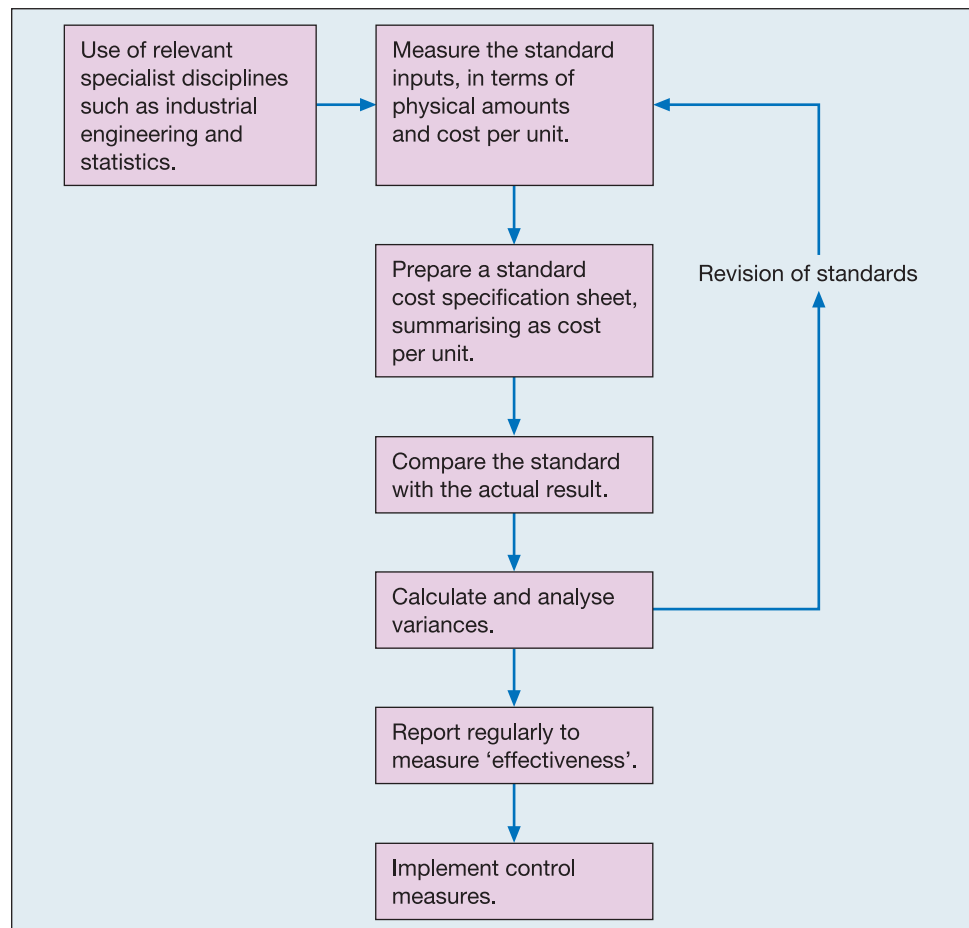 Use of relevant
specialist disciplines
such as industrial
engineering and
statistics.
Measure the standard
inputs, in terms of
physical amounts
and cost per unit.
Prepare a standard
cost specification sheet,
summarising as cost
per unit.
Revision of standards
Compare the standard
with the actual result.
Calculate and analyse
variances.
Report regularly to
measure ‘effectiveness’.
Implement control
measures.